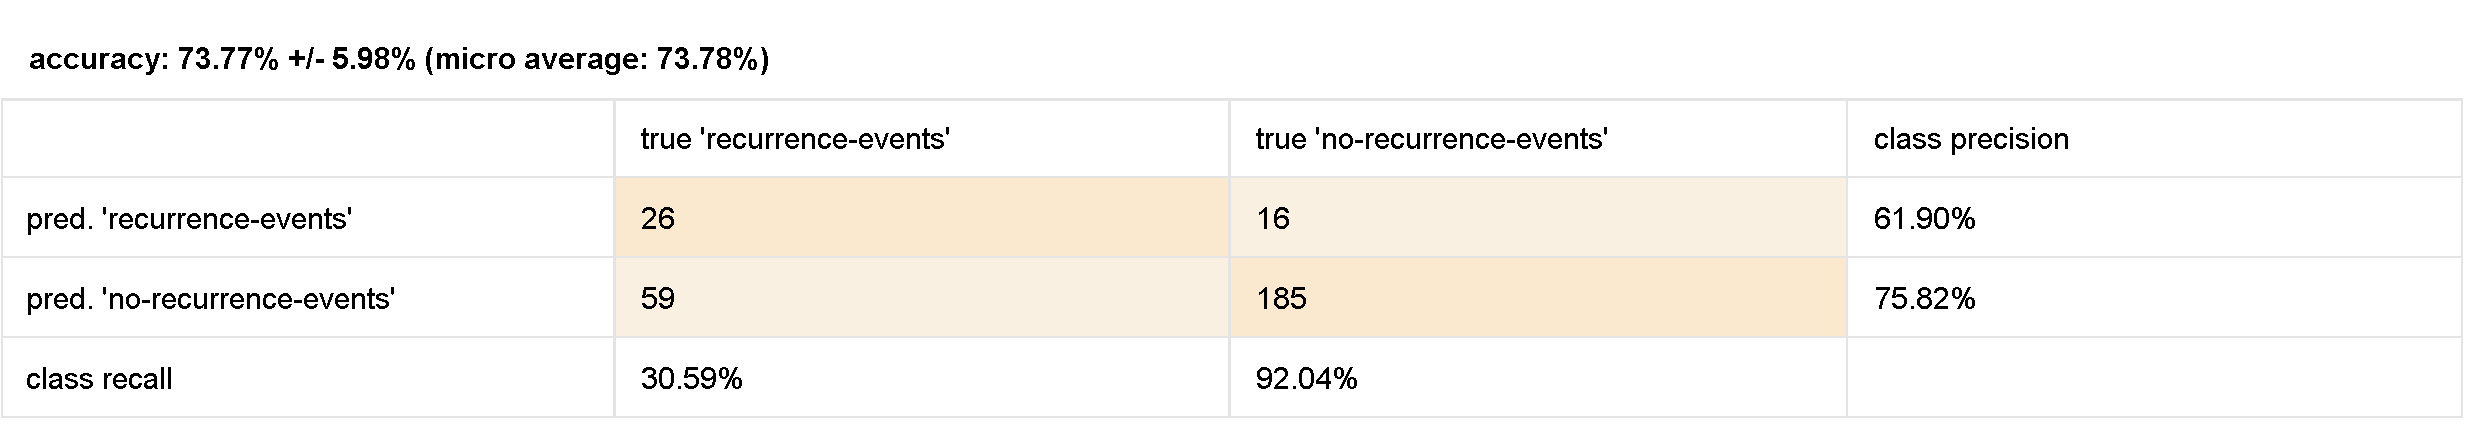 accuracy: 73.77% +/- 5.98% (micro average: 73.78%)
true 'recurrence-events' true 'no-recurrence-events' class precision
pred. 'recurrence-events' 26 16 61.90%
pred. 'no-recurrence-events' 59 185 75.82%
class recall 30.59% 92.04%